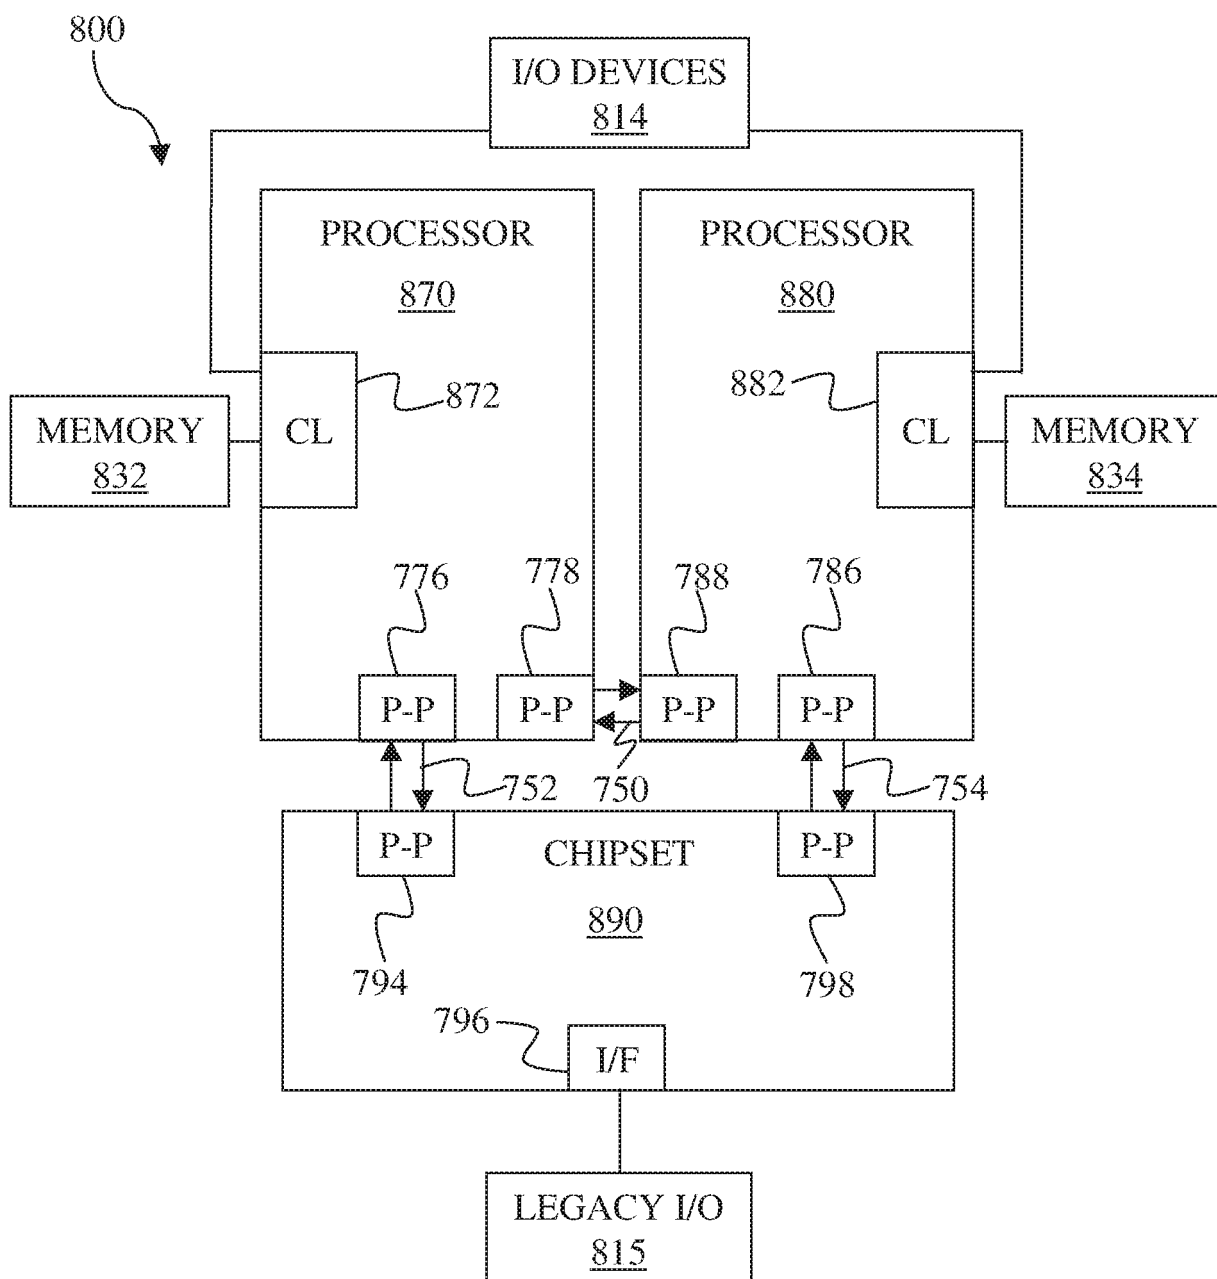 800
I/O DEVICES
814
PROCESSOR
870
PROCESSOR
880
CL
872
882
CL
MEMORY
832
MEMORY
834
776
778
788
786
P-P
P-P
P-P
P-P
752
750
754
P-P
CHIPSET
P-P
890
794
798
796
I/F
LEGACY I/O
815